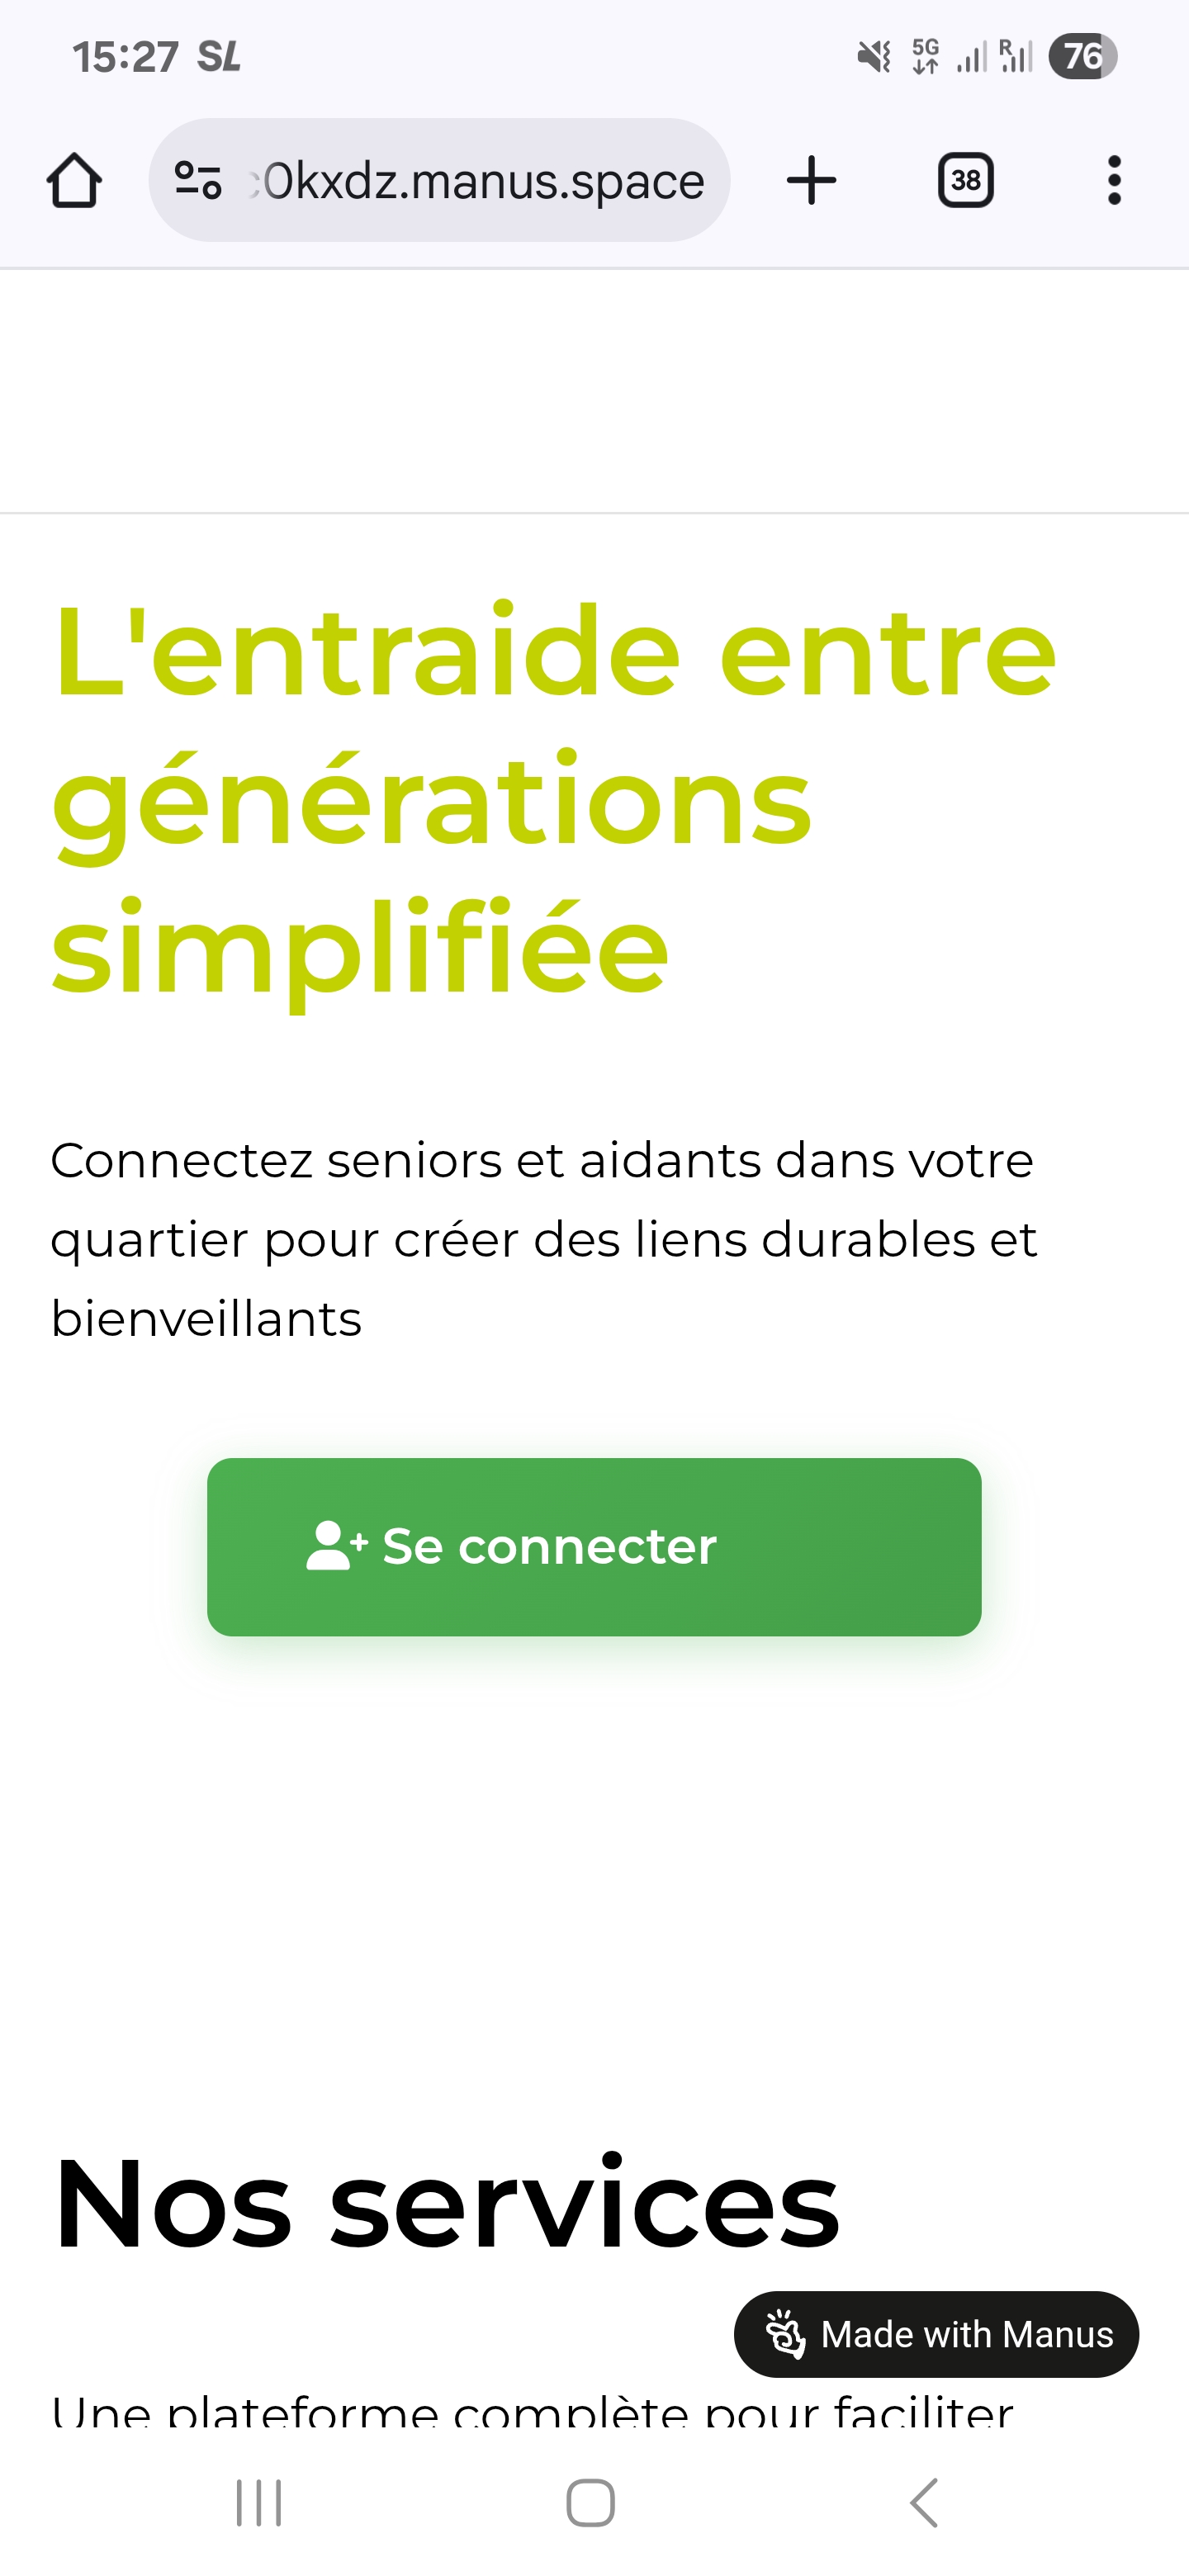 15:27 SL
5G
R
76
0kxdz.manus.space
38
L'entraide entre
générations
simplifiée
Connectez seniors et aidants dans votre
quartier pour créer des liens durables et
bienveillants
Se connecter
Nos services
Made with Manus
Une plateforme complète pour faciliter